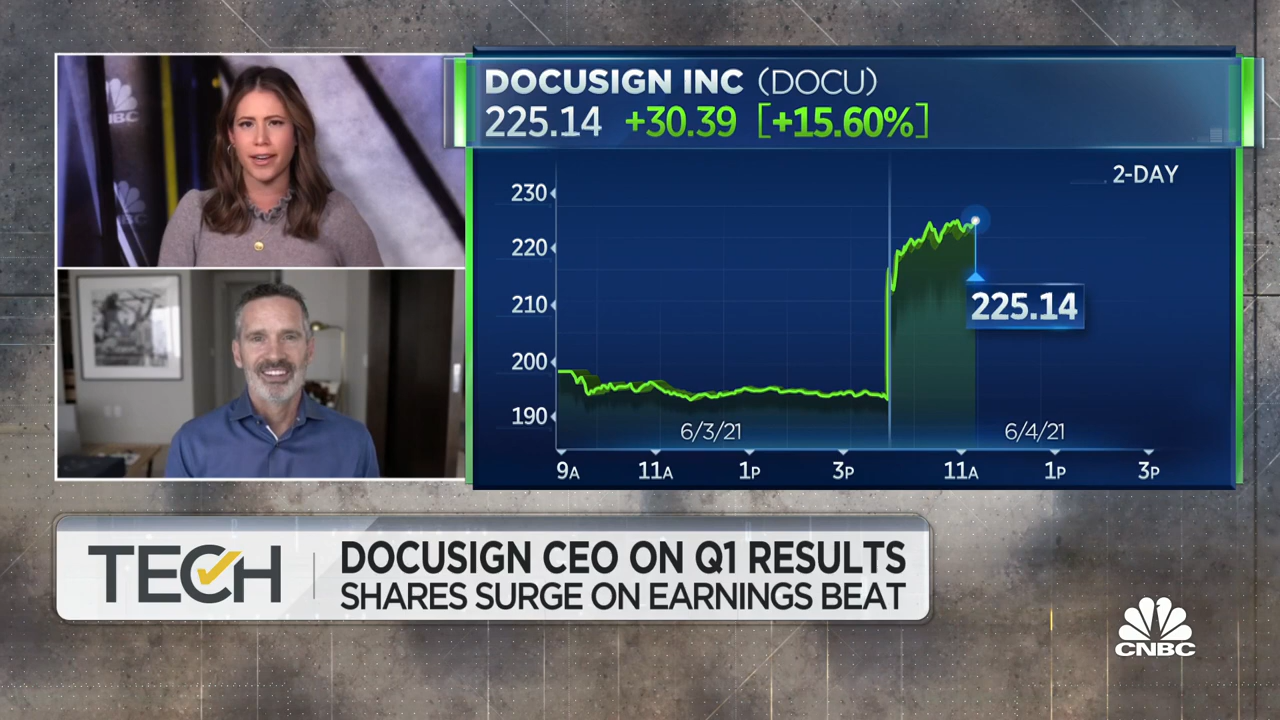 DOCUSIGN INC (DOCU)
225.14 +30.39 [+15.60%]
2-DAY
230
220
210
200
190
225.14
6/3/21 6/4/21
9A 11A 1P 3P 11A 1P 3P
TECH
DOCUSIGN CEO ON Q1 RESULTS
SHARES SURGE ON EARNINGS BEAT
CNBC